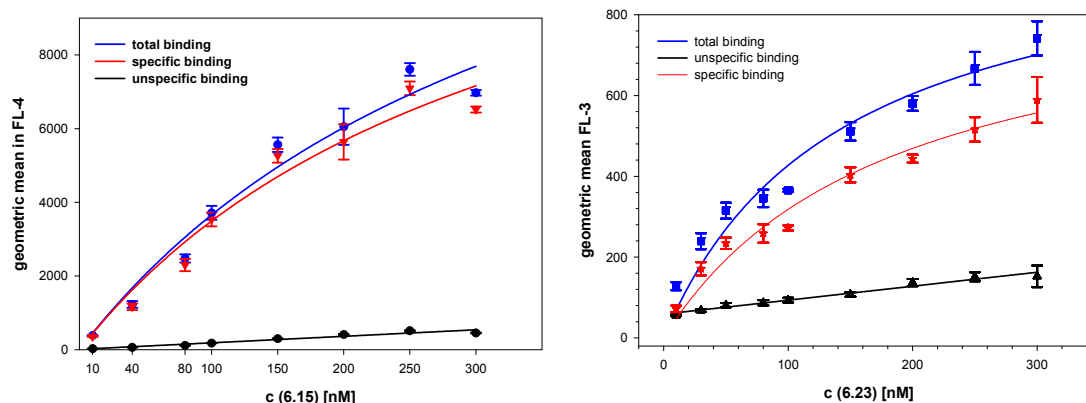 total binding
specific binding
unspecific binding
geometric mean in FL-4
8000
6000
4000
2000
0
10 40 80 100 150 200 250 300
c (6.15) [nM]
total binding
unspecific binding
specific binding
geometric mean FL-3
800
600
400
200
0
0 100 200 300
c (6.23) [nM]